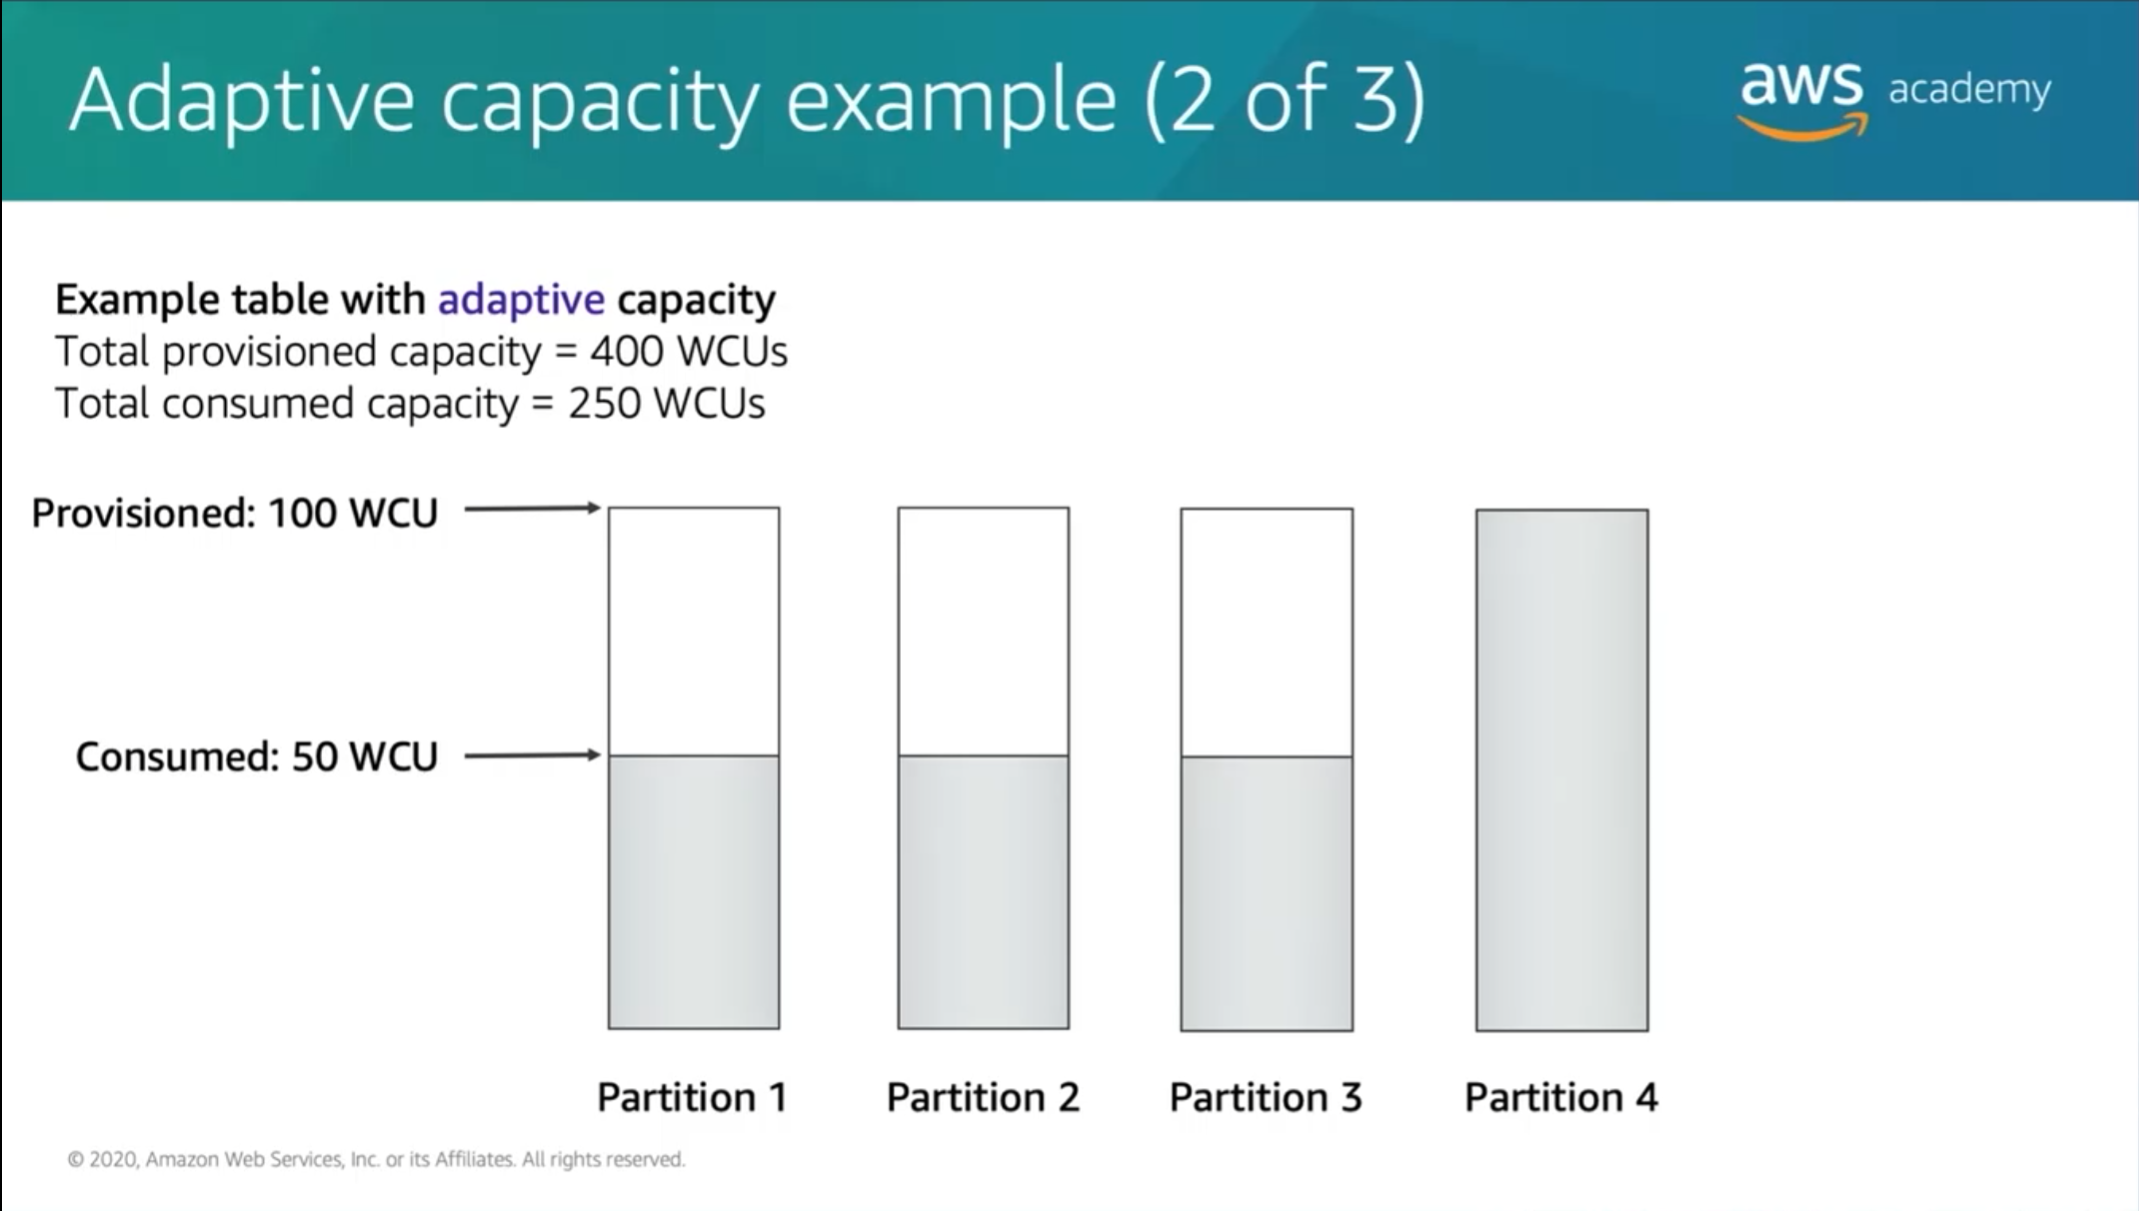 Adaptive capacity example (2 of 3)
aws academy
Example table with adaptive capacity
Total provisioned capacity = 400 WCUs
Total consumed capacity = 250 WCUs
Provisioned: 100 WCU
Consumed: 50 WCU
Partition 1
Partition 2
Partition 3
Partition 4
© 2020, Amazon Web Services, Inc. or its Affiliates. All rights reserved.